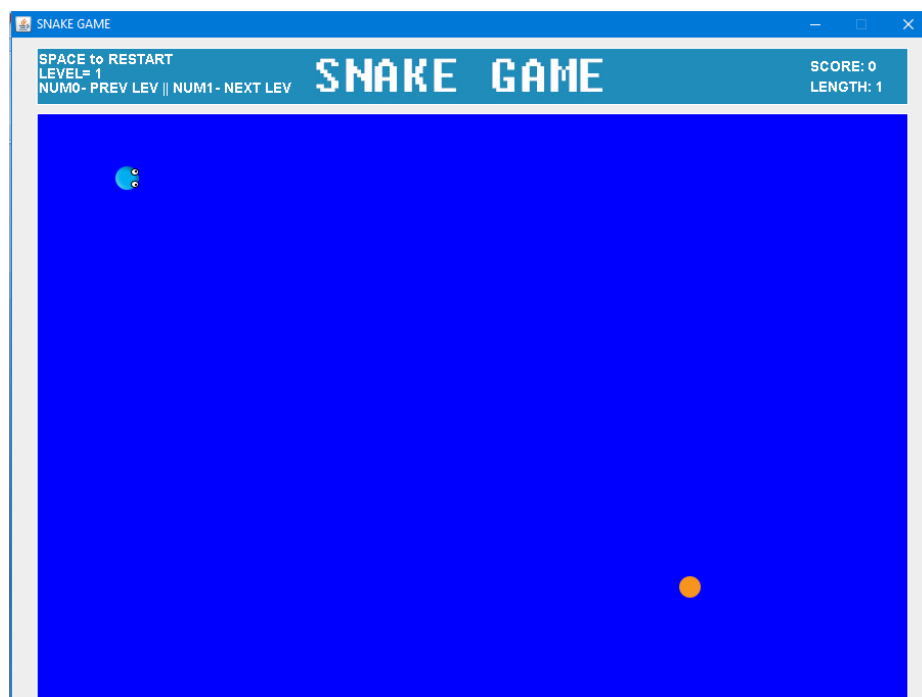 SNAKE GAME
SPACE to RESTART
LEVEL= 1
NUM0- PREV LEV || NUM1- NEXT LEV
SNAKE GAME
SCORE: 0
LENGTH: 1